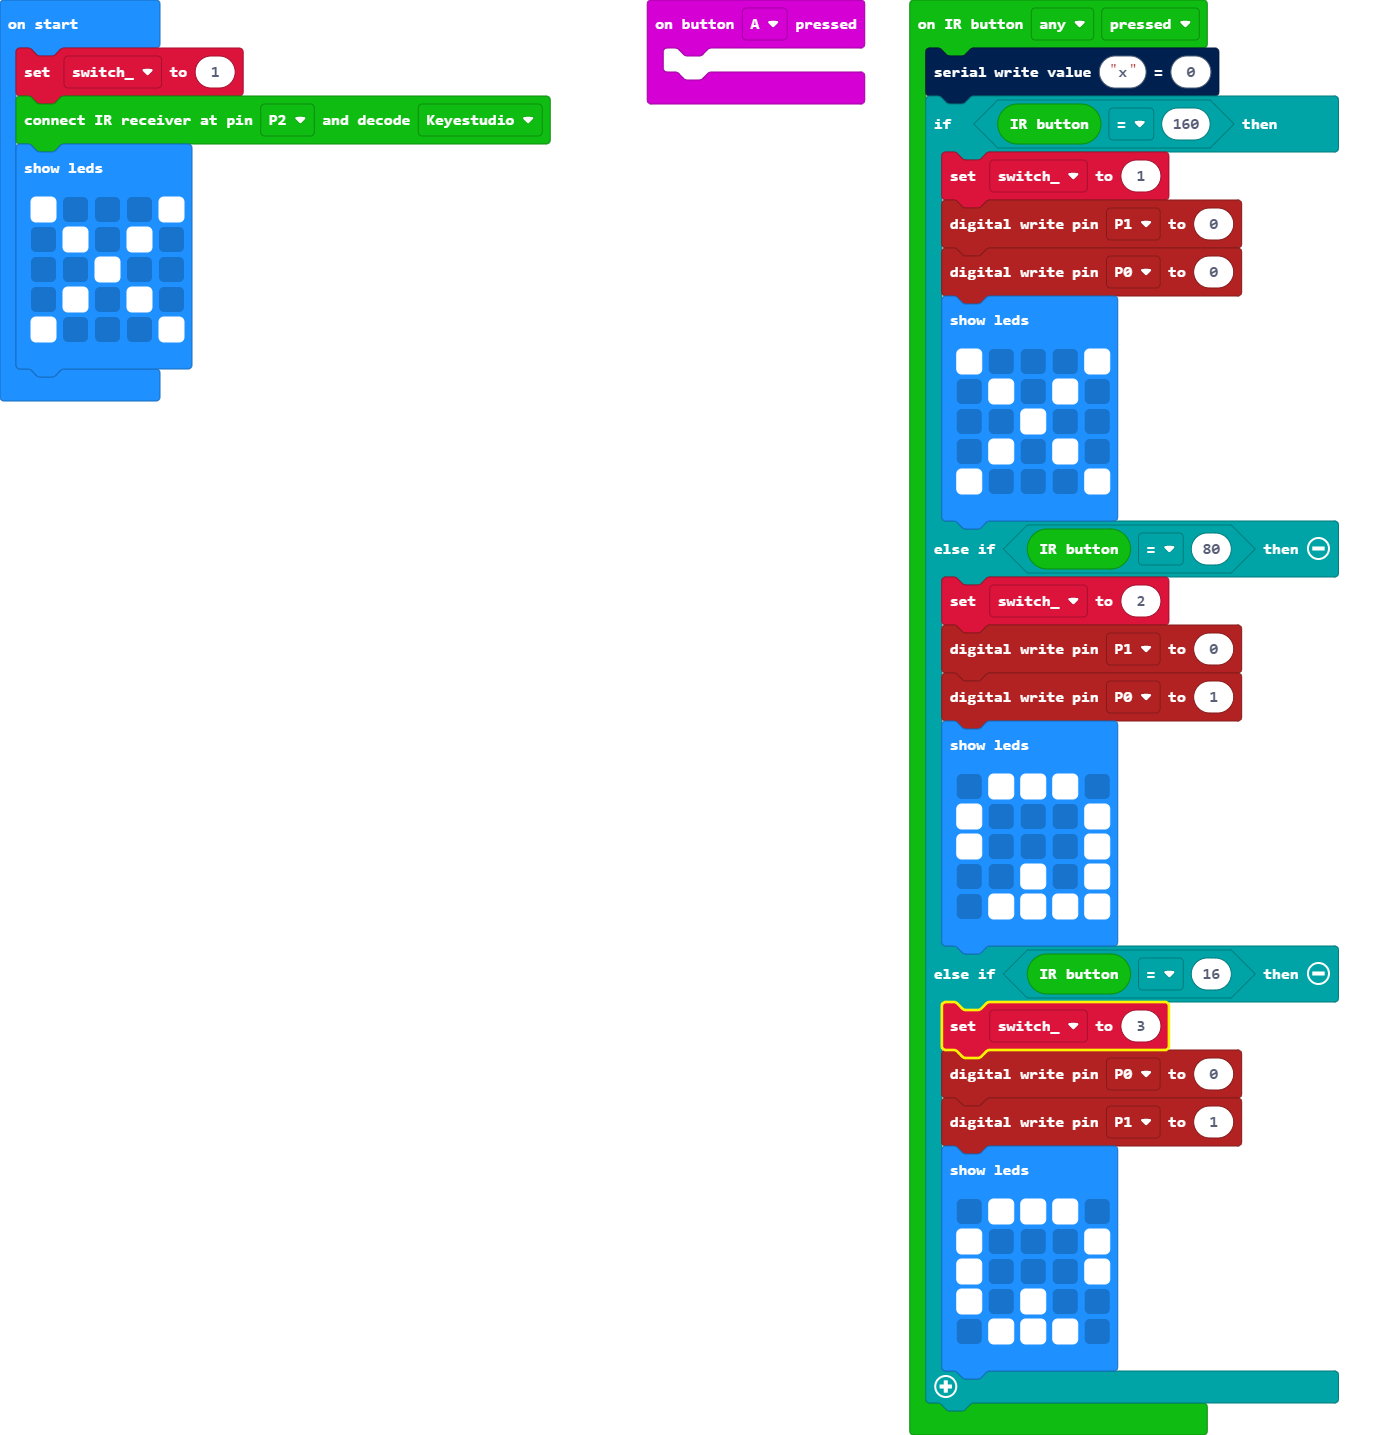 on start
set switch_ to 1
connect IR receiver at pin P2 and decode Keyestudio
show leds
on button A pressed
on IR button any pressed
serial write value "x" = 0
if IR button = 160 then
set switch_ to 1
digital write pin P1 to 0
digital write pin P0 to 0
show leds
else if IR button = 80 then
set switch_ to 2
digital write pin P1 to 0
digital write pin P0 to 1
show leds
else if IR button = 16 then
set switch_ to 3
digital write pin P0 to 0
digital write pin P1 to 1
show leds